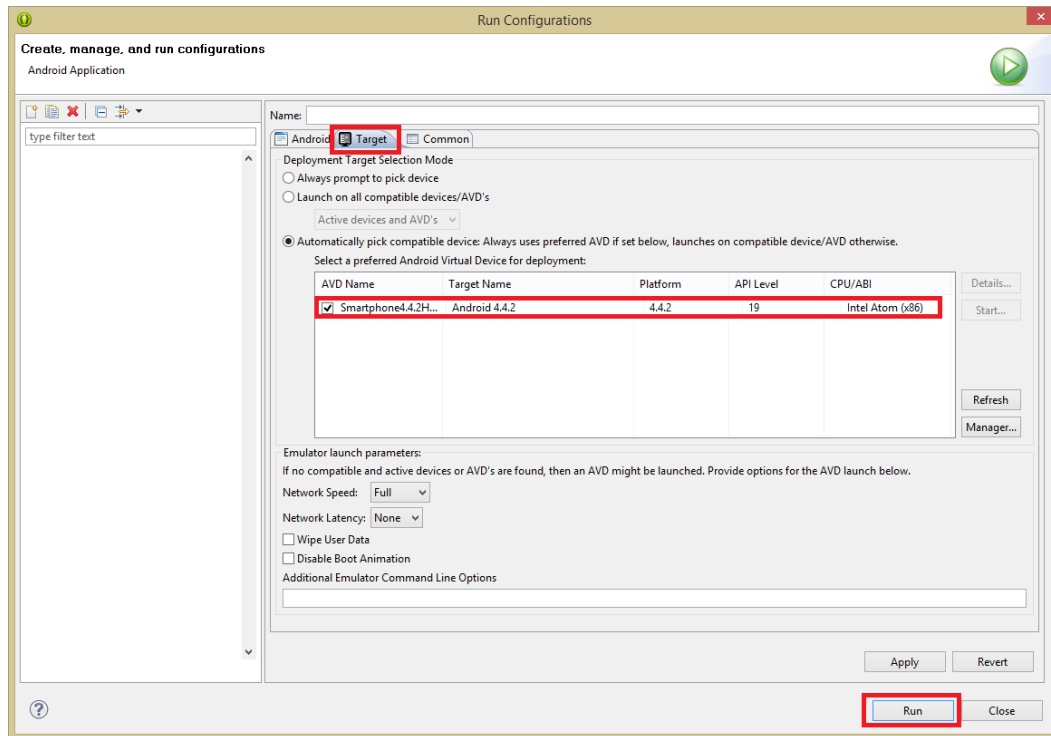 Run Configurations
Create, manage, and run configurations
Android Application
type filter text
Name:
Android Target Common
Deployment Target Selection Mode
Always prompt to pick device
Launch on all compatible devices/AVD's
Active devices and AVD's
Automatically pick compatible device: Always uses preferred AVD if set below, launches on compatible device/AVD otherwise.
Select a preferred Android Virtual Device for deployment:
AVD Name Target Name Platform API Level CPU/ABI
Smartphone4.4.2H... Android 4.4.2 4.4.2 19 Intel Atom (x86)
Details...
Start...
Refresh
Manager...
Emulator launch parameters:
If no compatible and active devices or AVD's are found, then an AVD might be launched. Provide options for the AVD launch below.
Network Speed: Full
Network Latency: None
Wipe User Data
Disable Boot Animation
Additional Emulator Command Line Options
Apply Revert
Run Close